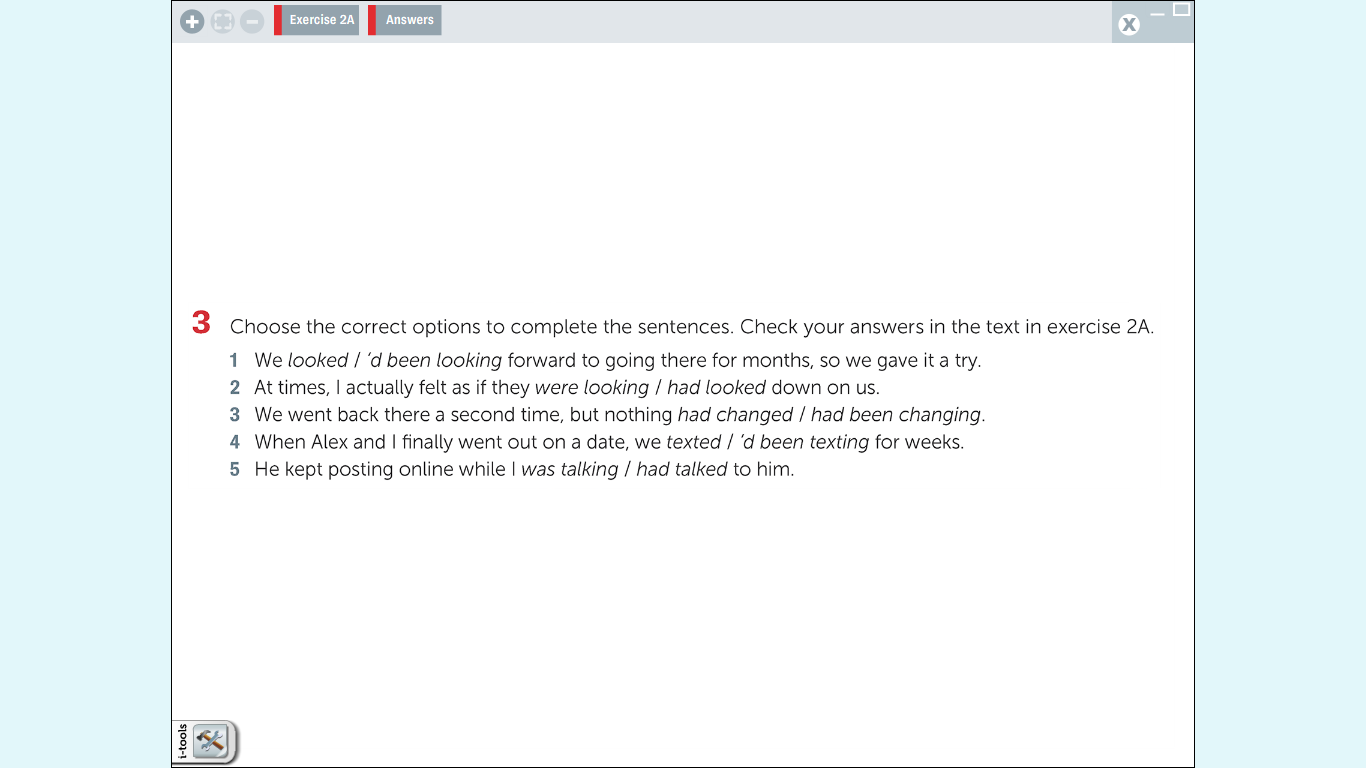 Exercise 2A
Answers
X
3 Choose the correct options to complete the sentences. Check your answers in the text in exercise 2A.
1 We looked / ’d been looking forward to going there for months, so we gave it a try.
2 At times, I actually felt as if they were looking / had looked down on us.
3 We went back there a second time, but nothing had changed / had been changing.
4 When Alex and I finally went out on a date, we texted / ’d been texting for weeks.
5 He kept posting online while I was talking / had talked to him.
i-tools